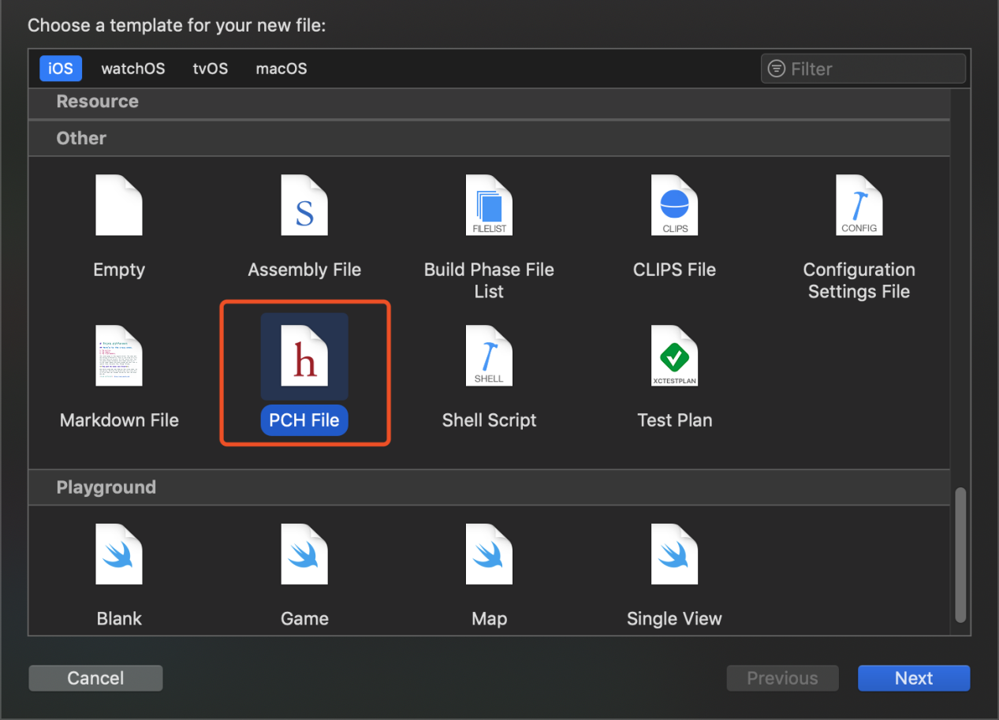 Choose a template for your new file:
iOS
watchOS
tvOS
macOS
Filter
Resource
Other
S
FILELIST
CLIPS
CONFIG
Empty
Assembly File
Build Phase File
List
CLIPS File
Configuration
Settings File
h
SHELL
XCTESTPLAN
Markdown File
PCH File
Shell Script
Test Plan
Playground
Blank
Game
Map
Single View
Cancel
Previous
Next